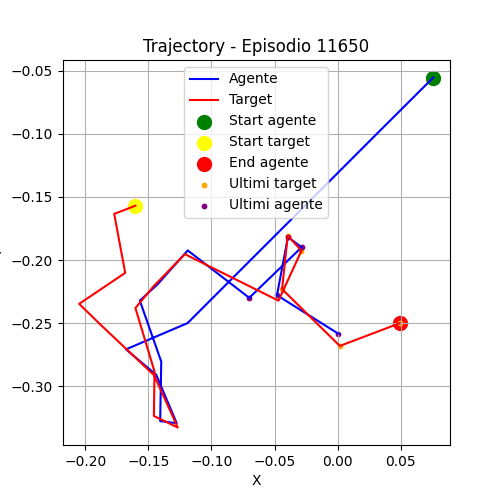 Trajectory - Episodio 11650
Agente
Target
Start agente
Start target
End agente
Ultimi target
Ultimi agente
−0.05
−0.10
−0.15
−0.20
−0.25
−0.30
−0.20
−0.15
−0.10
−0.05
0.00
0.05
X